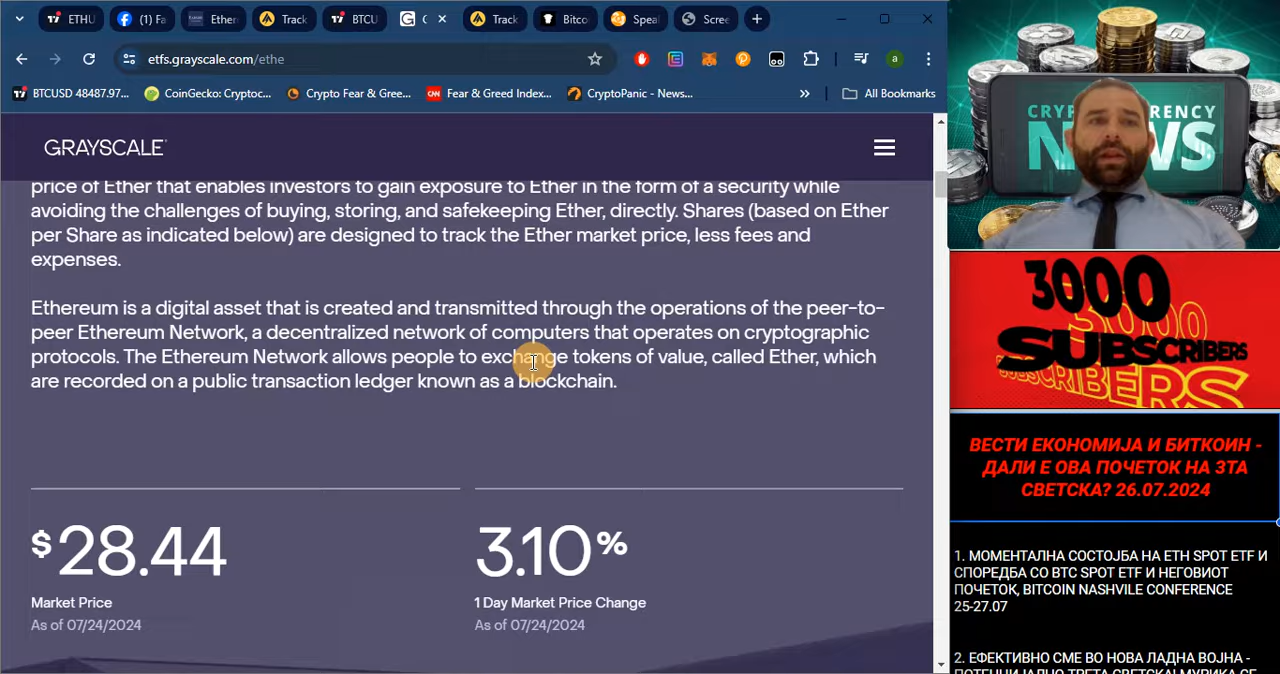 ETHU
(1) Fa
Ether
Track
BTCU
Track
Bitco
Speal
Scree
etfs.grayscale.com/ethe
a
BTCUSD 48487.97...
CoinGecko: Cryptoc...
Crypto Fear & Gree...
Fear & Greed Index...
CryptoPanic - News...
All Bookmarks
GRAYSCALE
price of Ether that enables investors to gain exposure to Ether in the form of a security while
avoiding the challenges of buying, storing, and safekeeping Ether, directly. Shares (based on Ether
per Share as indicated below) are designed to track the Ether market price, less fees and
expenses.
Ethereum is a digital asset that is created and transmitted through the operations of the peer-to-
peer Ethereum Network, a decentralized network of computers that operates on cryptographic
protocols. The Ethereum Network allows people to exchange tokens of value, called Ether, which
are recorded on a public transaction ledger known as a blockchain.
$28.44
Market Price
As of 07/24/2024
3.10%
1 Day Market Price Change
As of 07/24/2024
3000
SUBSCRIBERS
ВЕСТИ ЕКОНОМИЈА И БИТКОИН -
ДАЛИ Е ОВА ПОЧЕТОК НА 3ТА
СВЕТСКА? 26.07.2024
1. МОМЕНТАЛНА СОСТОЈБА НА ETH SPOT ETF И
СПОРЕДБА СО BTC SPOT ETF И НЕГОВИОТ
ПОЧЕТОК, BITCOIN NASHVILE CONFERENCE
25-27.07
2. ЕФЕКТИВНО СМЕ ВО НОВА ЛАДНА ВОЈНА -